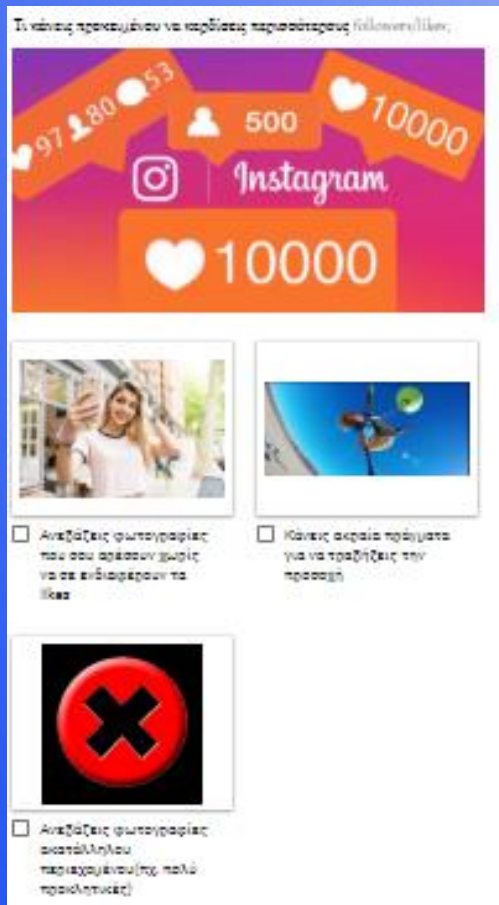 Τι κάνεις προκειμένου να κερδίσεις περισσότερους followers/likes;
97 80 53
500
10000
Instagram
10000
Ανεβάζεις φωτογραφίες
που σου αρέσουν χωρίς
να σε ενδιαφέρουν τα
likes
Κάνεις ακραία πράγματα
για να τραβήξεις την
προσοχή
Ανεβάζεις φωτογραφίες
ακατάλληλου
περιεχομένου(πχ. πολύ
προκλητικές)